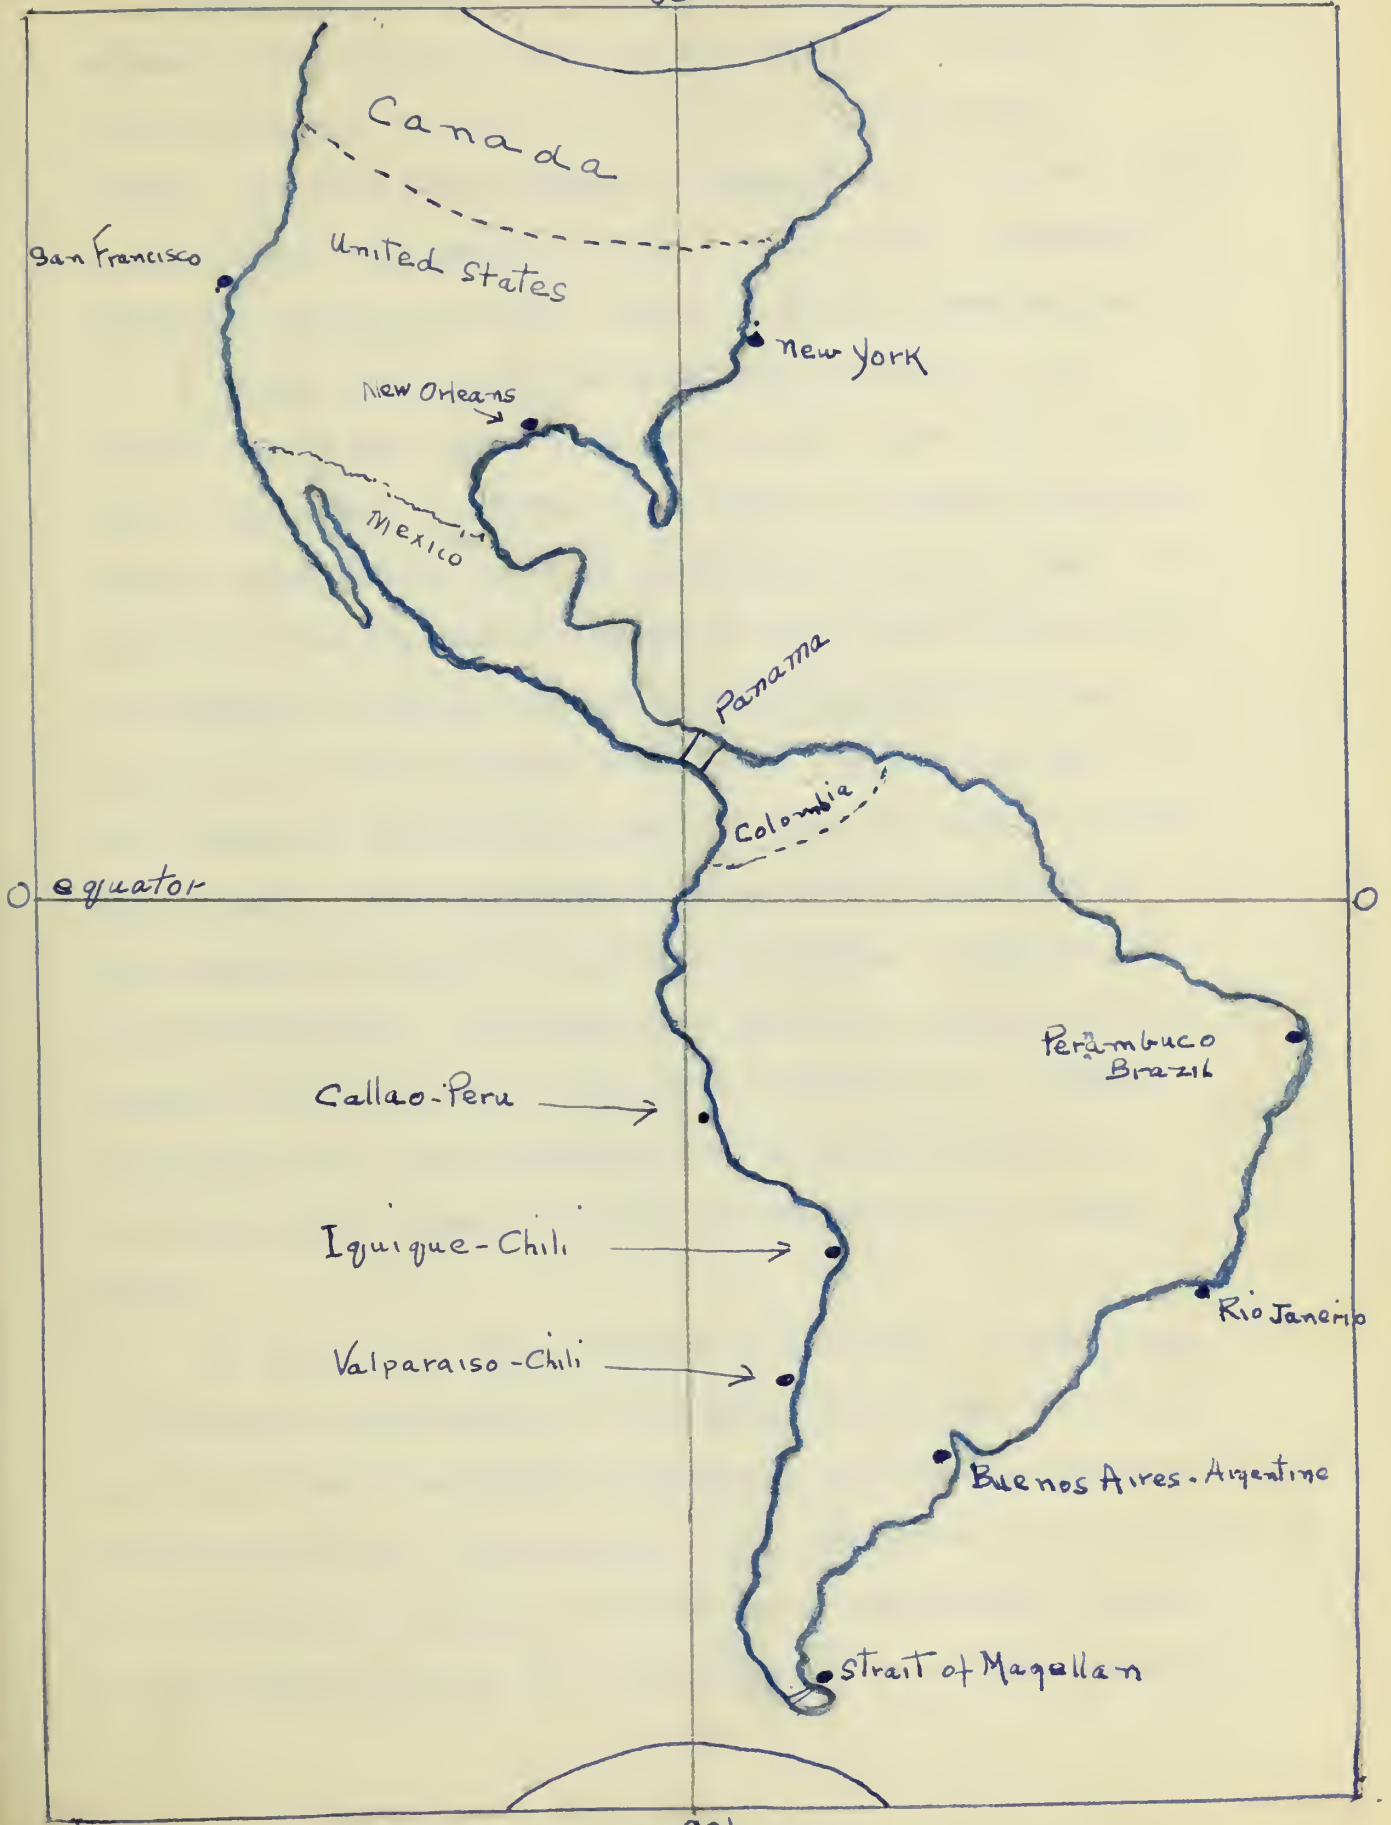 Canada
San Francisco
United States
New York
New Orleans
Mexico
Panama
Colombia
0 equator 0
Perambuco
n
Brazil
Callao-Peru
Iquique-Chili
Rio Janerio
Valparaiso-Chili
Buenos Aires. Argentine
Strait of Magellan